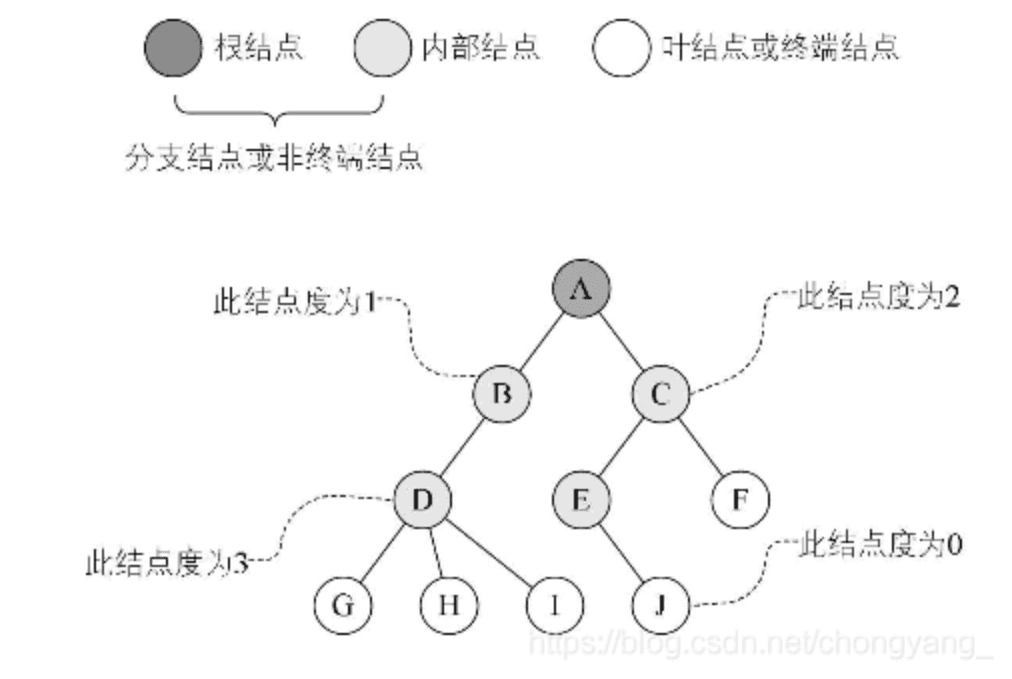 根结点 内部结点 叶结点或终端结点
分支结点或非终端结点
A
此结点度为1 此结点度为2
B C
D E F
此结点度为3 此结点度为0
G H I J
https://blog.csdn.net/chongyang_